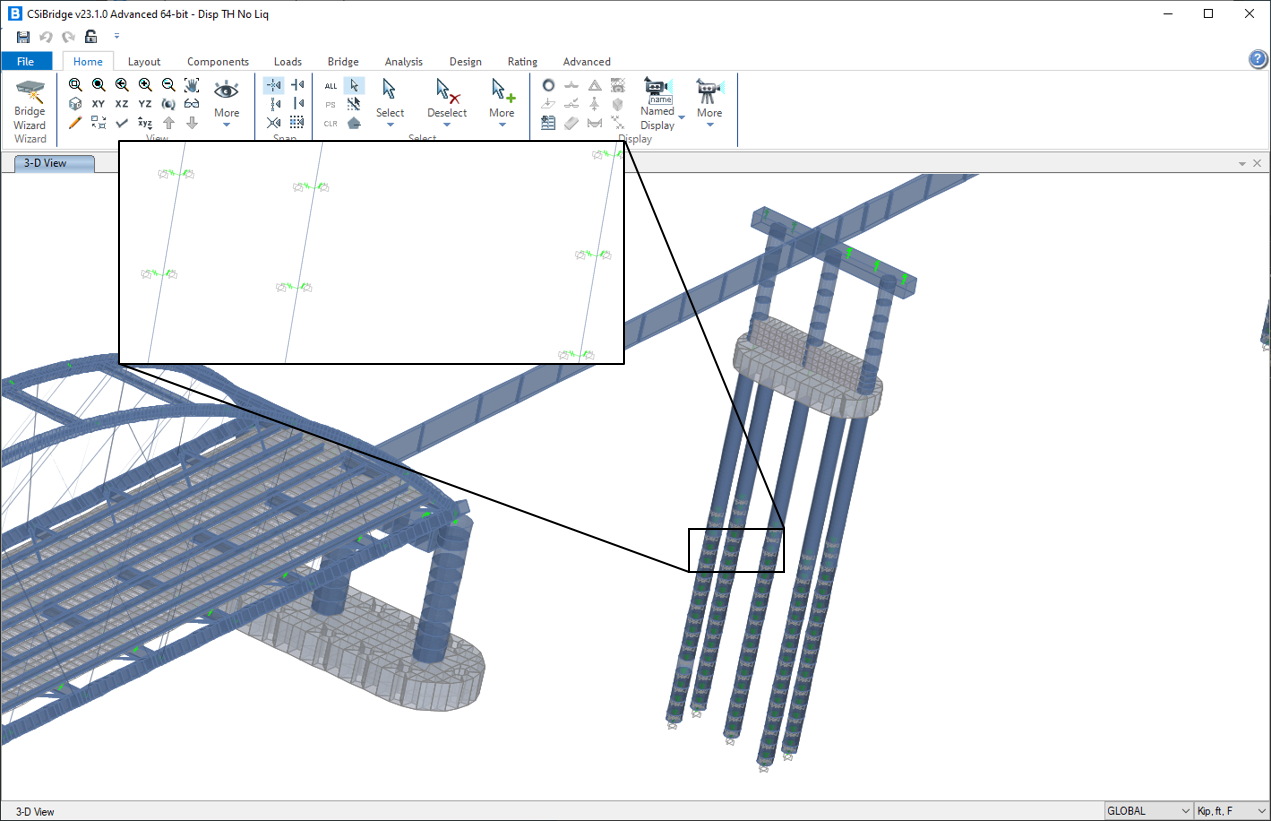 CSiBridge v23.1.0 Advanced 64-bit - Disp TH No Liq
File
Home
Layout
Components
Loads
Bridge
Analysis
Design
Rating
Advanced
Bridge
Wizard
Wizard
XY
XZ
YZ
xyz
More
View
Snap
ALL
PS
CLR
Select
Deselect
More
Select
name
Named
Display
More
Display
3-D View
3-D View
GLOBAL
Kip, ft, F